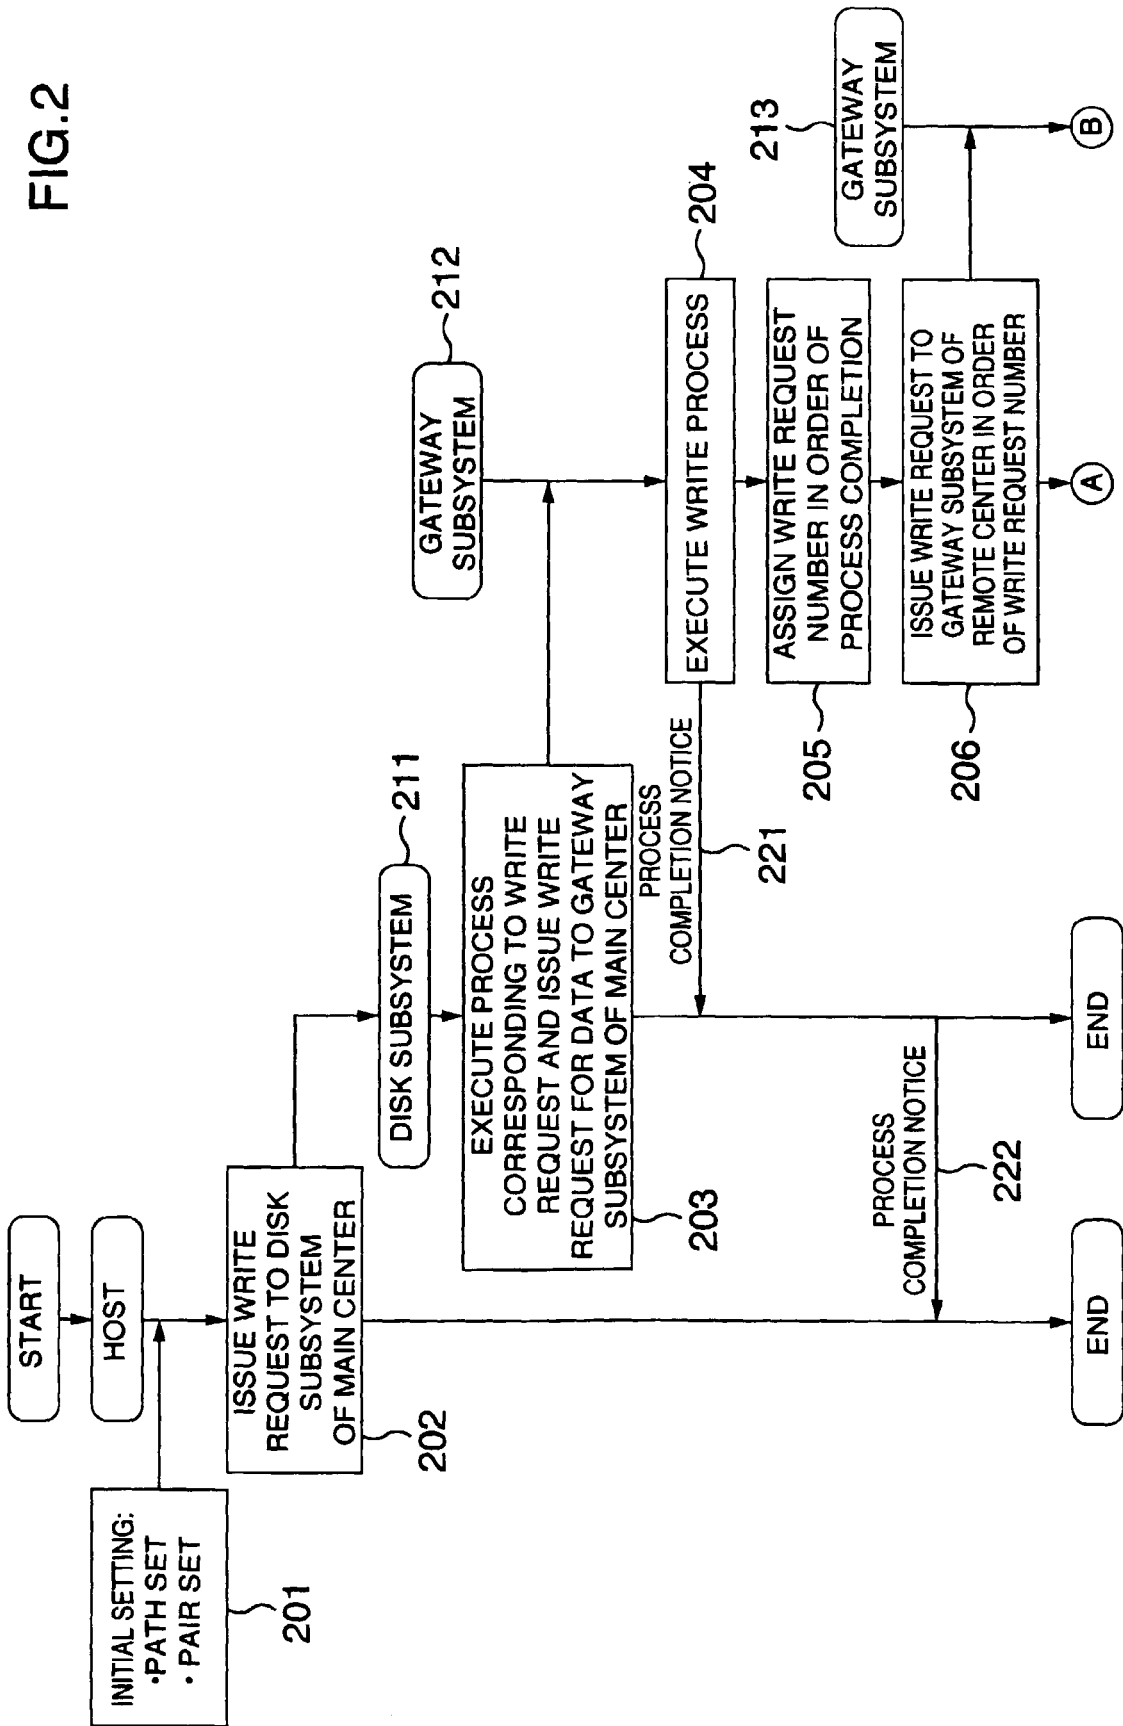 FIG.2
START
HOST
INITIAL SETTING:
•PATH SET
• PAIR SET
201
ISSUE WRITE
REQUEST TO DISK
SUBSYSTEM
OF MAIN CENTER
202
DISK SUBSYSTEM
211
EXECUTE PROCESS
CORRESPONDING TO WRITE
REQUEST AND ISSUE WRITE
REQUEST FOR DATA TO GATEWAY
SUBSYSTEM OF MAIN CENTER
203
GATEWAY
SUBSYSTEM
212
EXECUTE WRITE PROCESS
204
PROCESS
COMPLETION NOTICE
221
ASSIGN WRITE REQUEST
NUMBER IN ORDER OF
PROCESS COMPLETION
205
GATEWAY
SUBSYSTEM
213
ISSUE WRITE REQUEST TO
GATEWAY SUBSYSTEM OF
REMOTE CENTER IN ORDER
OF WRITE REQUEST NUMBER
206
PROCESS
COMPLETION NOTICE
222
END
END
A
B